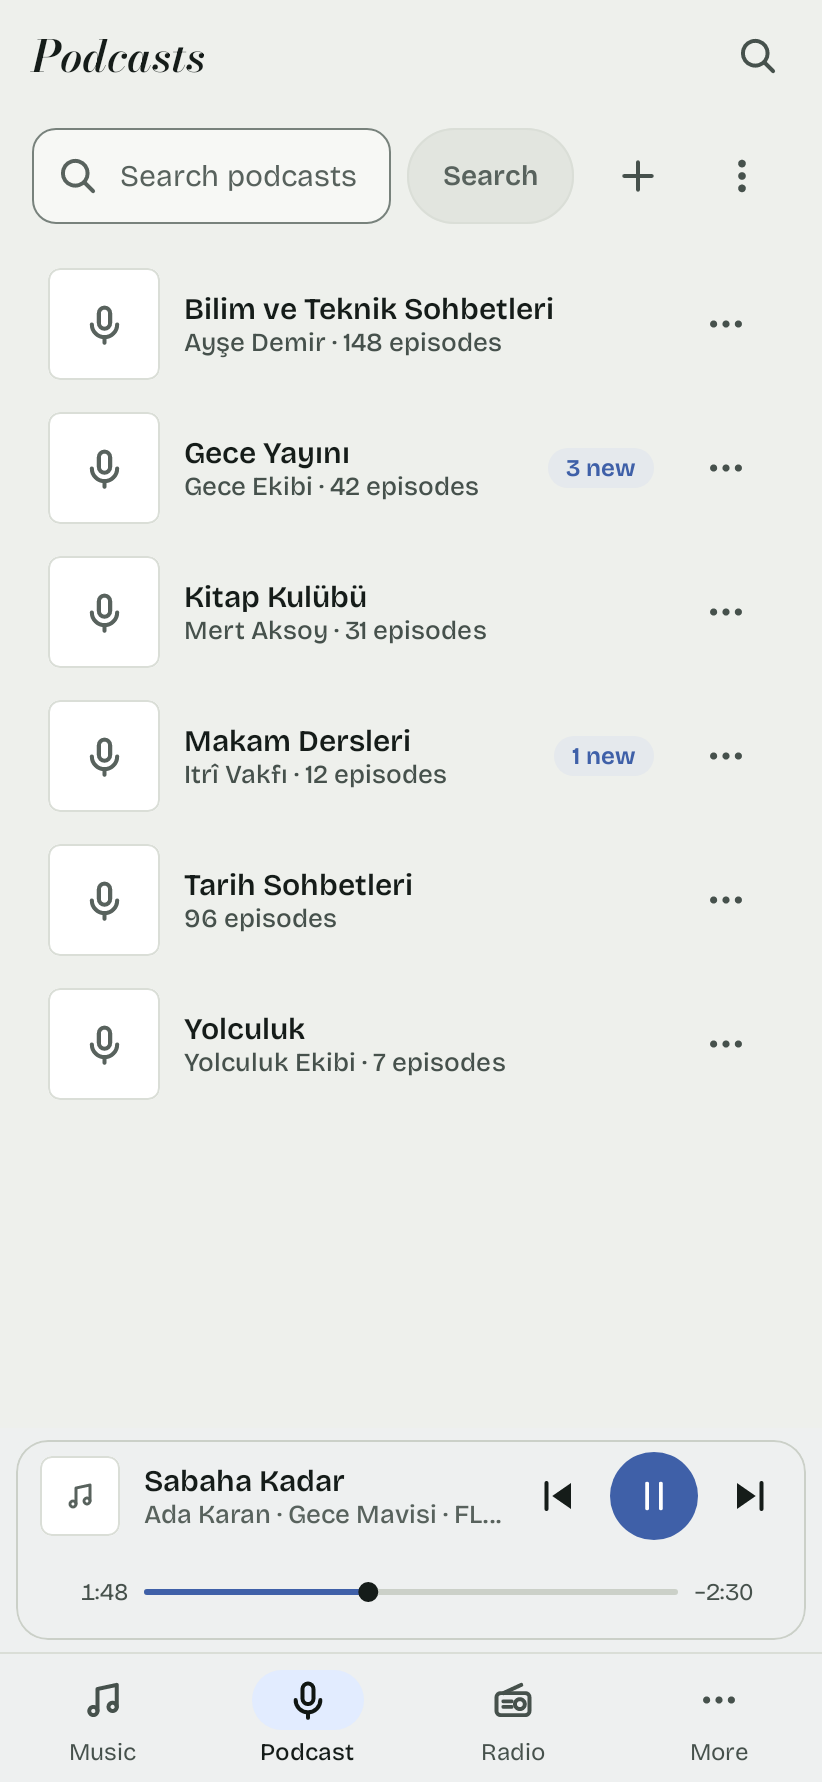 Podcasts
Search podcasts
Search
Bilim ve Teknik Sohbetleri
Ayşe Demir · 148 episodes
Gece Yayını
Gece Ekibi · 42 episodes
3 new
Kitap Kulübü
Mert Aksoy · 31 episodes
Makam Dersleri
Itrî Vakfı · 12 episodes
1 new
Tarih Sohbetleri
96 episodes
Yolculuk
Yolculuk Ekibi · 7 episodes
Sabaha Kadar
Ada Karan · Gece Mavisi · FL...
1:48
−2:30
Music
Podcast
Radio
More